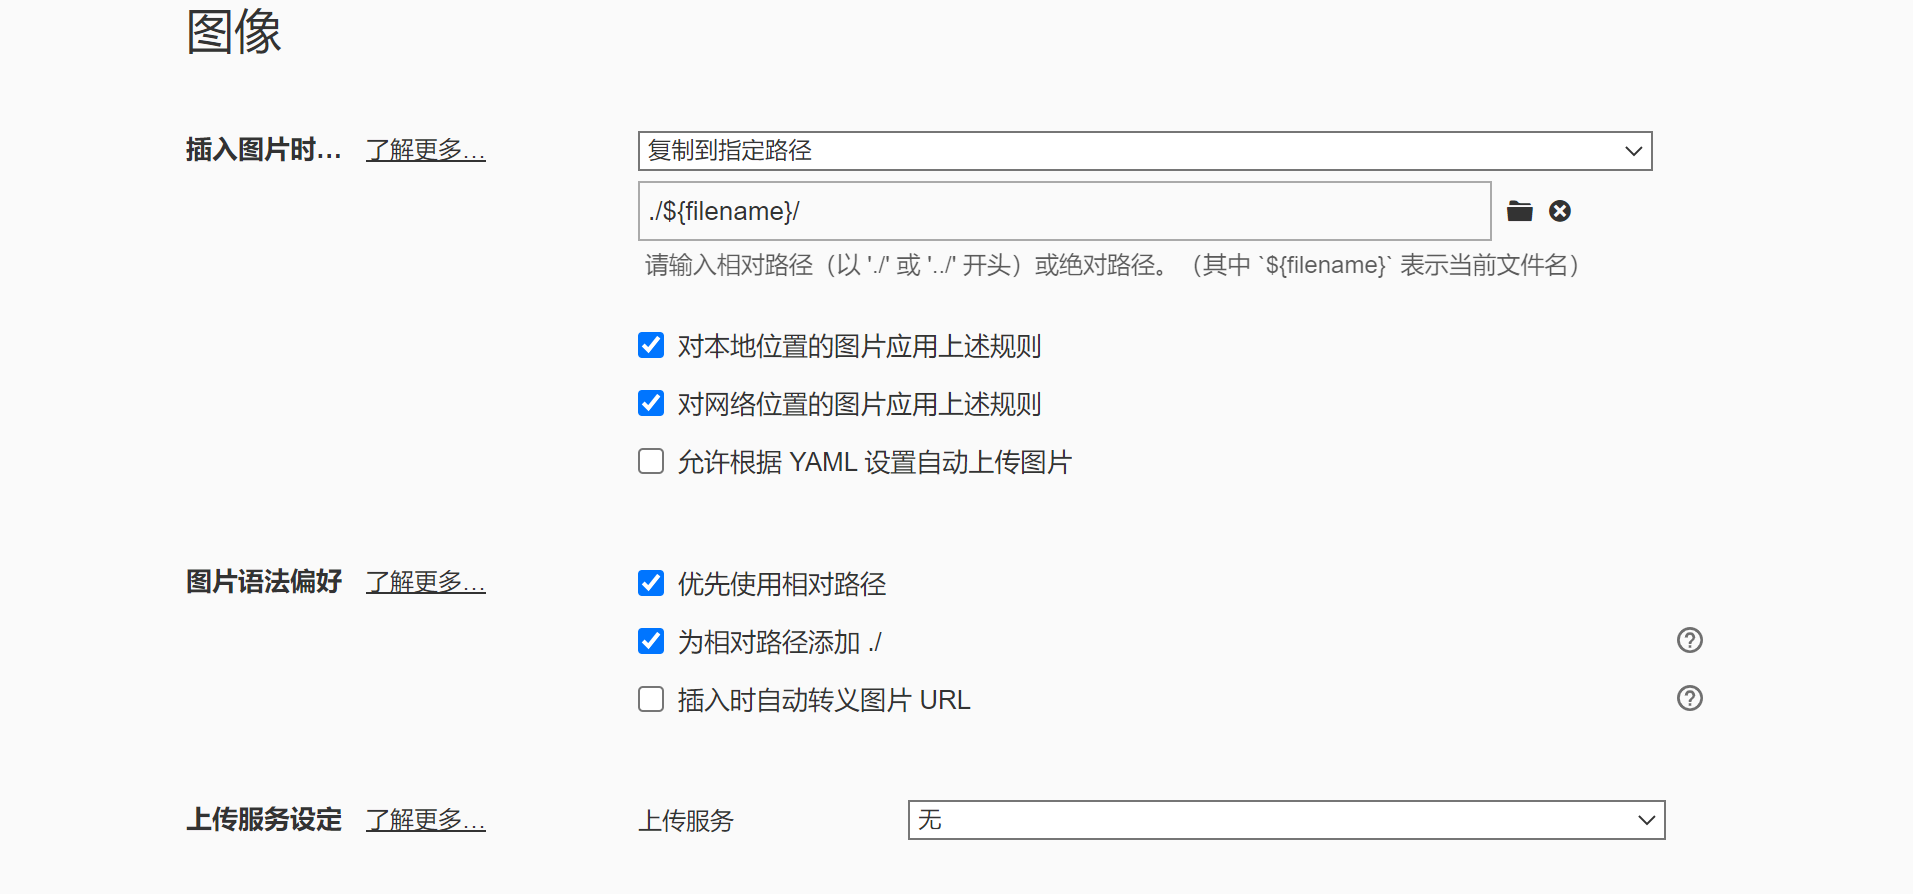 图像
插入图片时... 了解更多... 复制到指定路径
./${filename}/
请输入相对路径（以 './' 或 '../' 开头）或绝对路径。（其中 `${filename}` 表示当前文件名）
对本地位置的图片应用上述规则
对网络位置的图片应用上述规则
允许根据 YAML 设置自动上传图片
图片语法偏好 了解更多... 优先使用相对路径
为相对路径添加 ./
插入时自动转义图片 URL
上传服务设定 了解更多... 上传服务 无